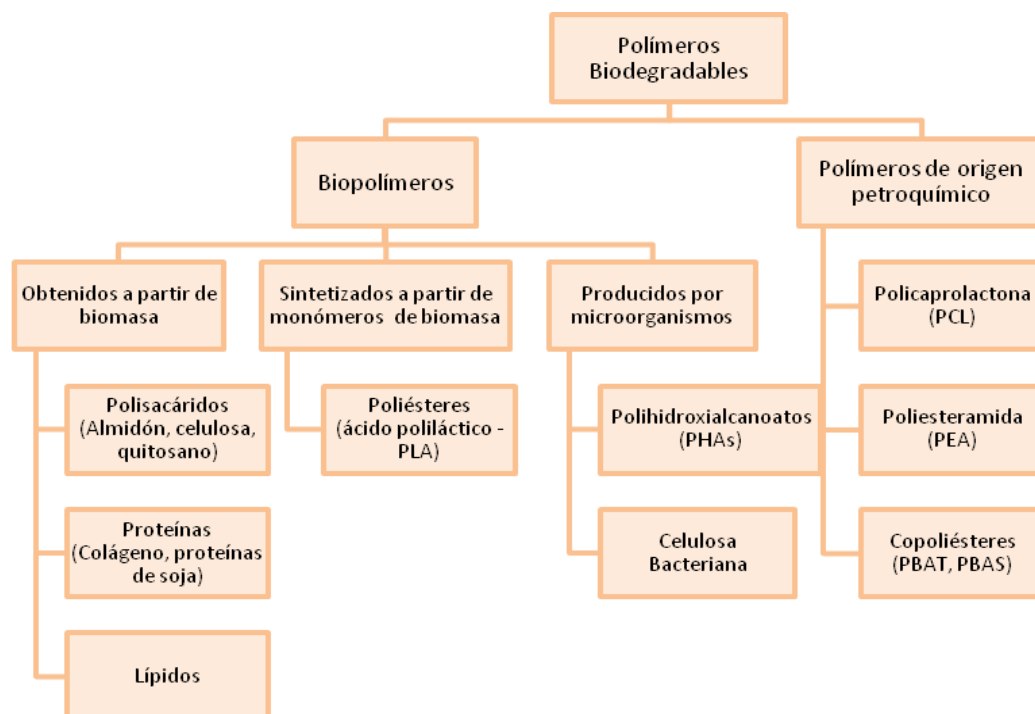 Polímeros
Biodegradables
Biopolímeros
Polímeros de origen
petroquímico
Obtenidos a partir de
biomasa
Sintetizados a partir de
monómeros de biomasa
Producidos por
microorganismos
Policaprolactona
(PCL)
Polisacáridos
(Almidón, celulosa,
quitosano)
Poliésteres
(ácido poliláctico -
PLA)
Polihidroxialcanoatos
(PHAs)
Poliesteramida
(PEA)
Proteínas
(Colágeno, proteínas
de soja)
Celulosa
Bacteriana
Copoliésteres
(PBAT, PBAS)
Lípidos